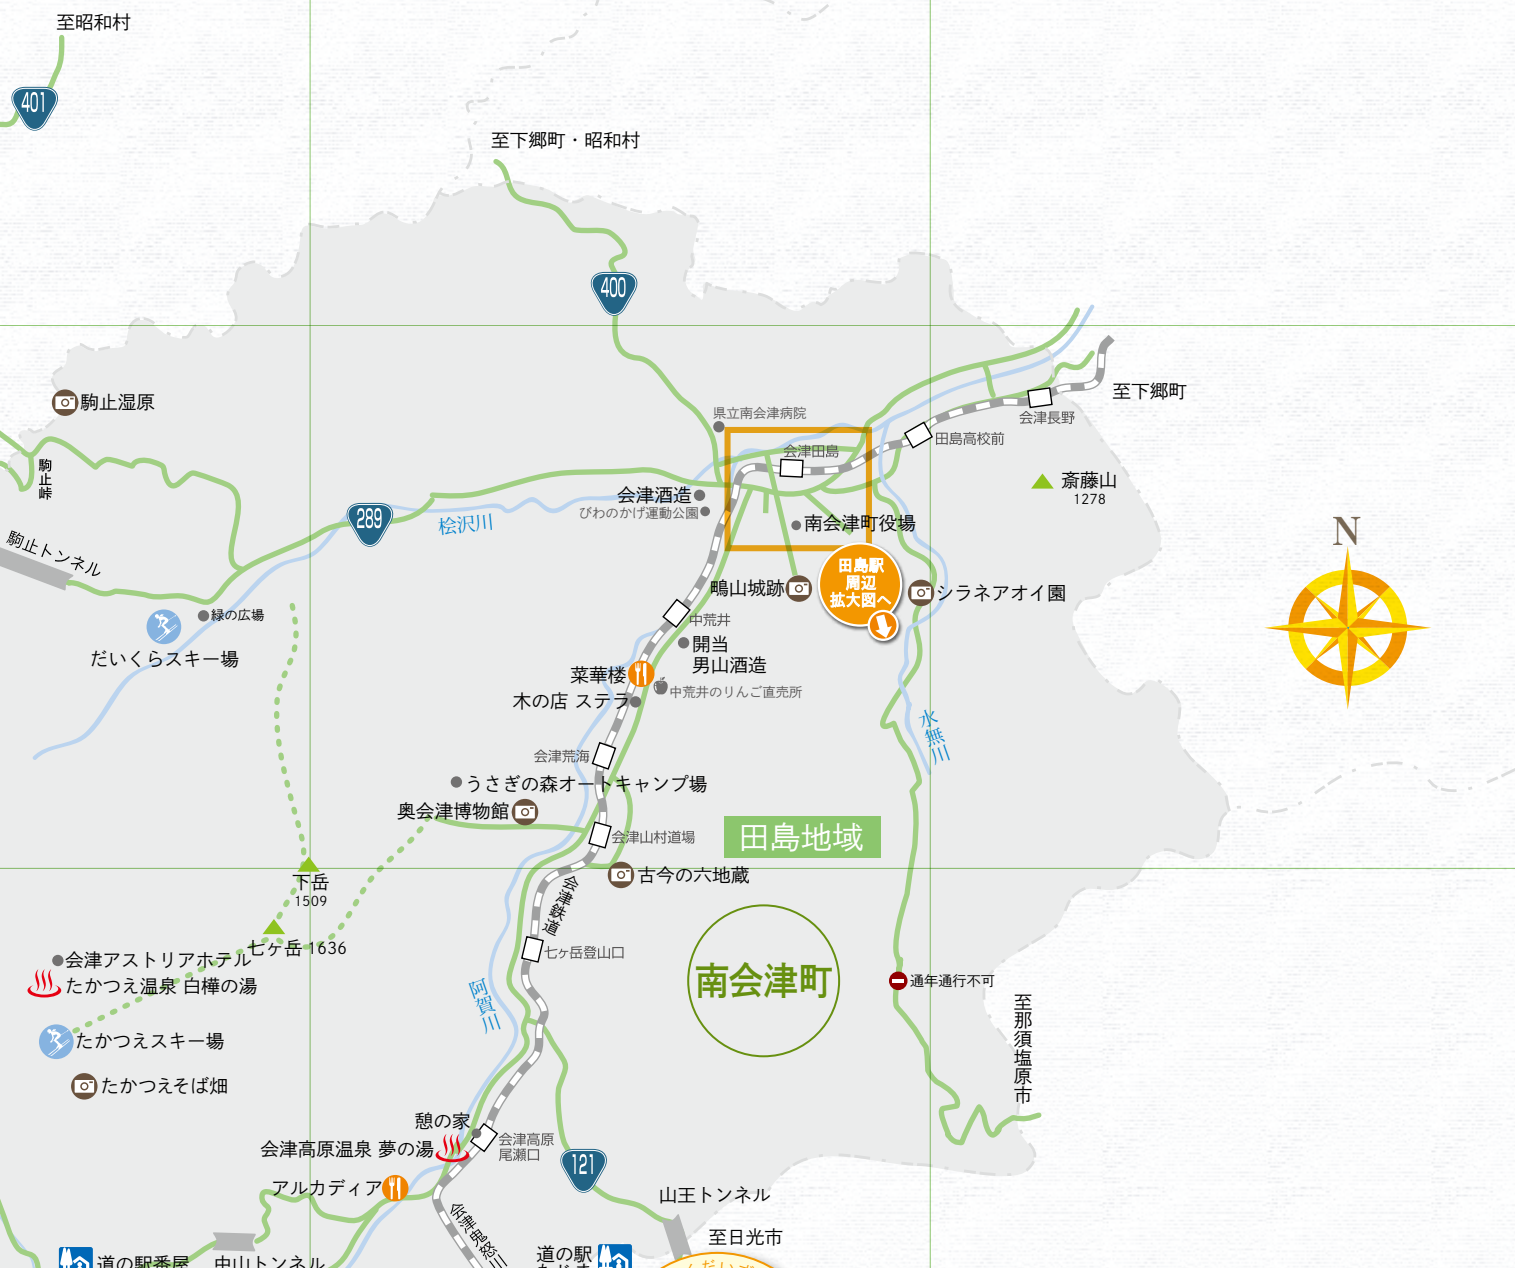 至昭和村
401
至下郷町・昭和村
400
駒止湿原
至下郷町
県立南会津病院
会津長野
田島高校前
会津田島
駒止峠
斎藤山
1278
会津酒造
びわのかげ運動公園
289
桧沢川
南会津町役場
N
駒止トンネル
田島駅
周辺
拡大図へ
鴫山城跡
シラネアオイ園
緑の広場
中荒井
だいくらスキー場
開当
男山酒造
菜華楼
中荒井のりんご直売所
木の店 ステラ
水無川
会津荒海
うさぎの森オートキャンプ場
奥会津博物館
会津山村道場
田島地域
古今の六地蔵
下岳
1509
会津鉄道
七ヶ岳 1636
七ヶ岳登山口
会津アストリアホテル
たかつえ温泉 白樺の湯
南会津町
通年通行不可
阿賀川
至那須塩原市
たかつえスキー場
たかつえそば畑
憩の家
会津高原
尾瀬口
会津高原温泉 夢の湯
121
アルカディア
山王トンネル
会津鬼怒川
至日光市
道の駅番屋
中山トンネル
道の駅